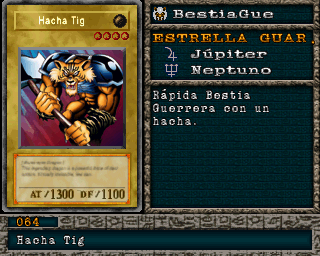 Hacha Tig
AT/1300 DF/1100
BestiaGue
ESTRELLA GUAR.
Júpiter
Neptuno
Rápida Bestia
Guerrera con un
hacha.
064
Hacha Tig